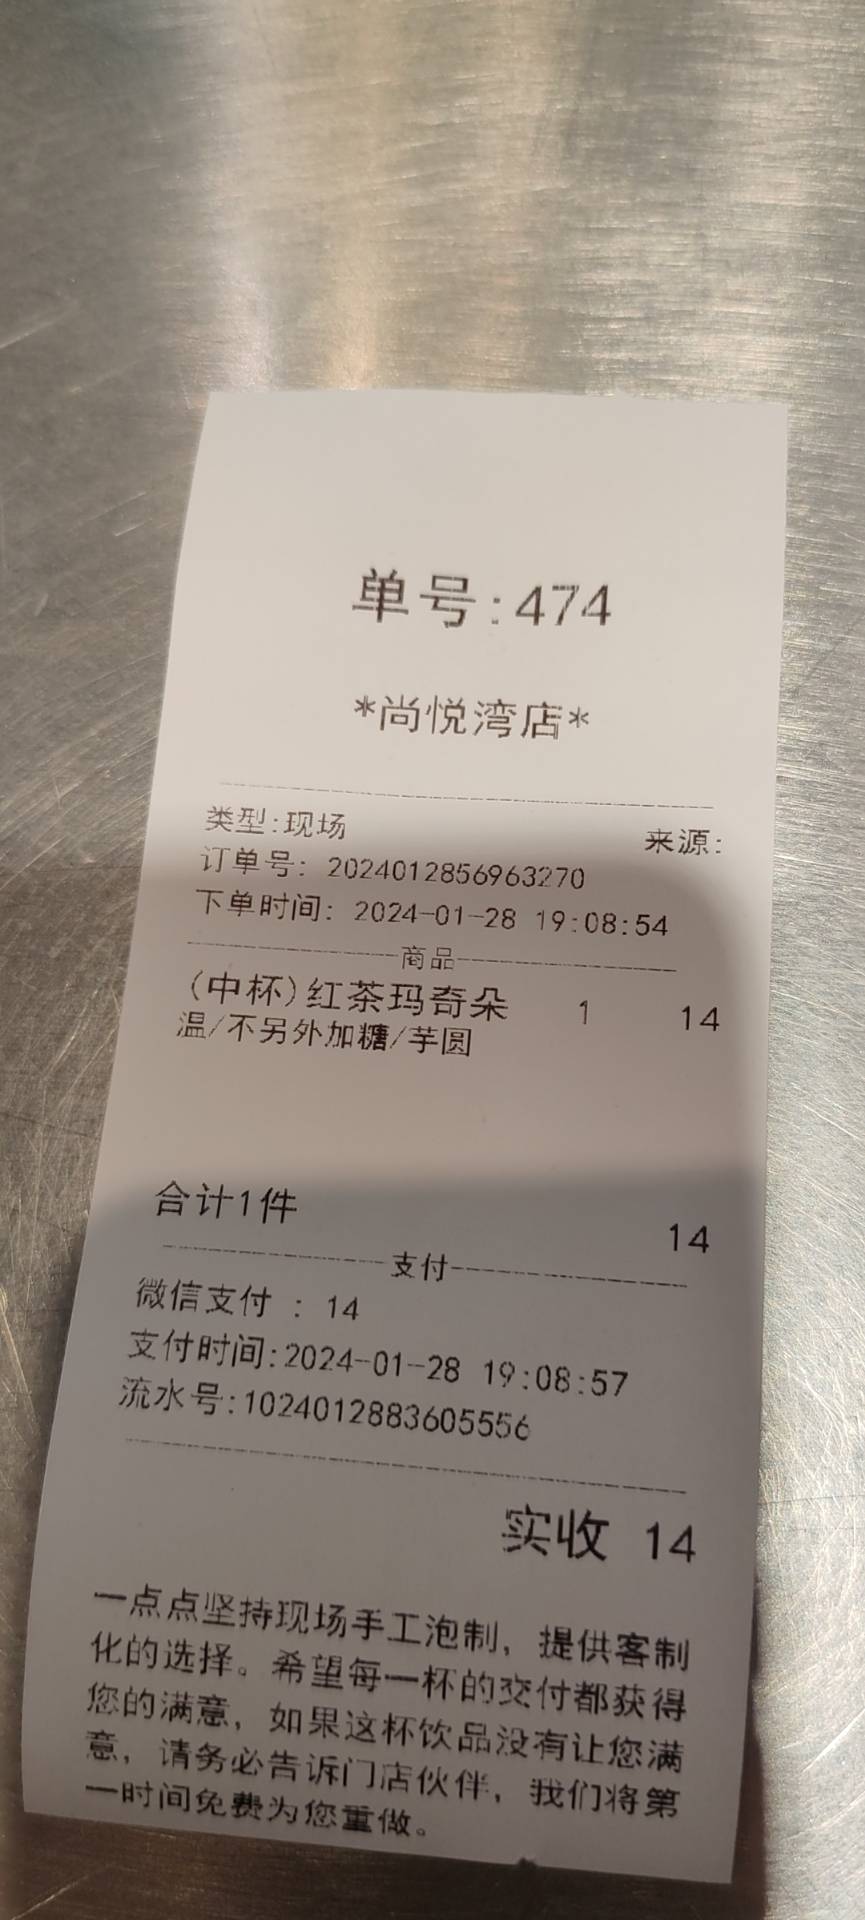 单号:474
*尚悦湾店*
类型:现场 来源:
订单号: 2024012856963270
下单时间: 2024-01-28 19:08:54
商品
(中杯)红茶玛奇朵 1 14
温/不另外加糖/芋圆
合计1件 14
支付
微信支付 : 14
支付时间:2024-01-28 19:08:57
流水号:1024012883605556
实收 14
一点点坚持现场手工泡制, 提供客制
化的选择。希望每一杯的交付都获得
您的满意, 如果这杯饮品没有让您满
意, 请务必告诉门店伙伴, 我们将第
一时间免费为您重做。